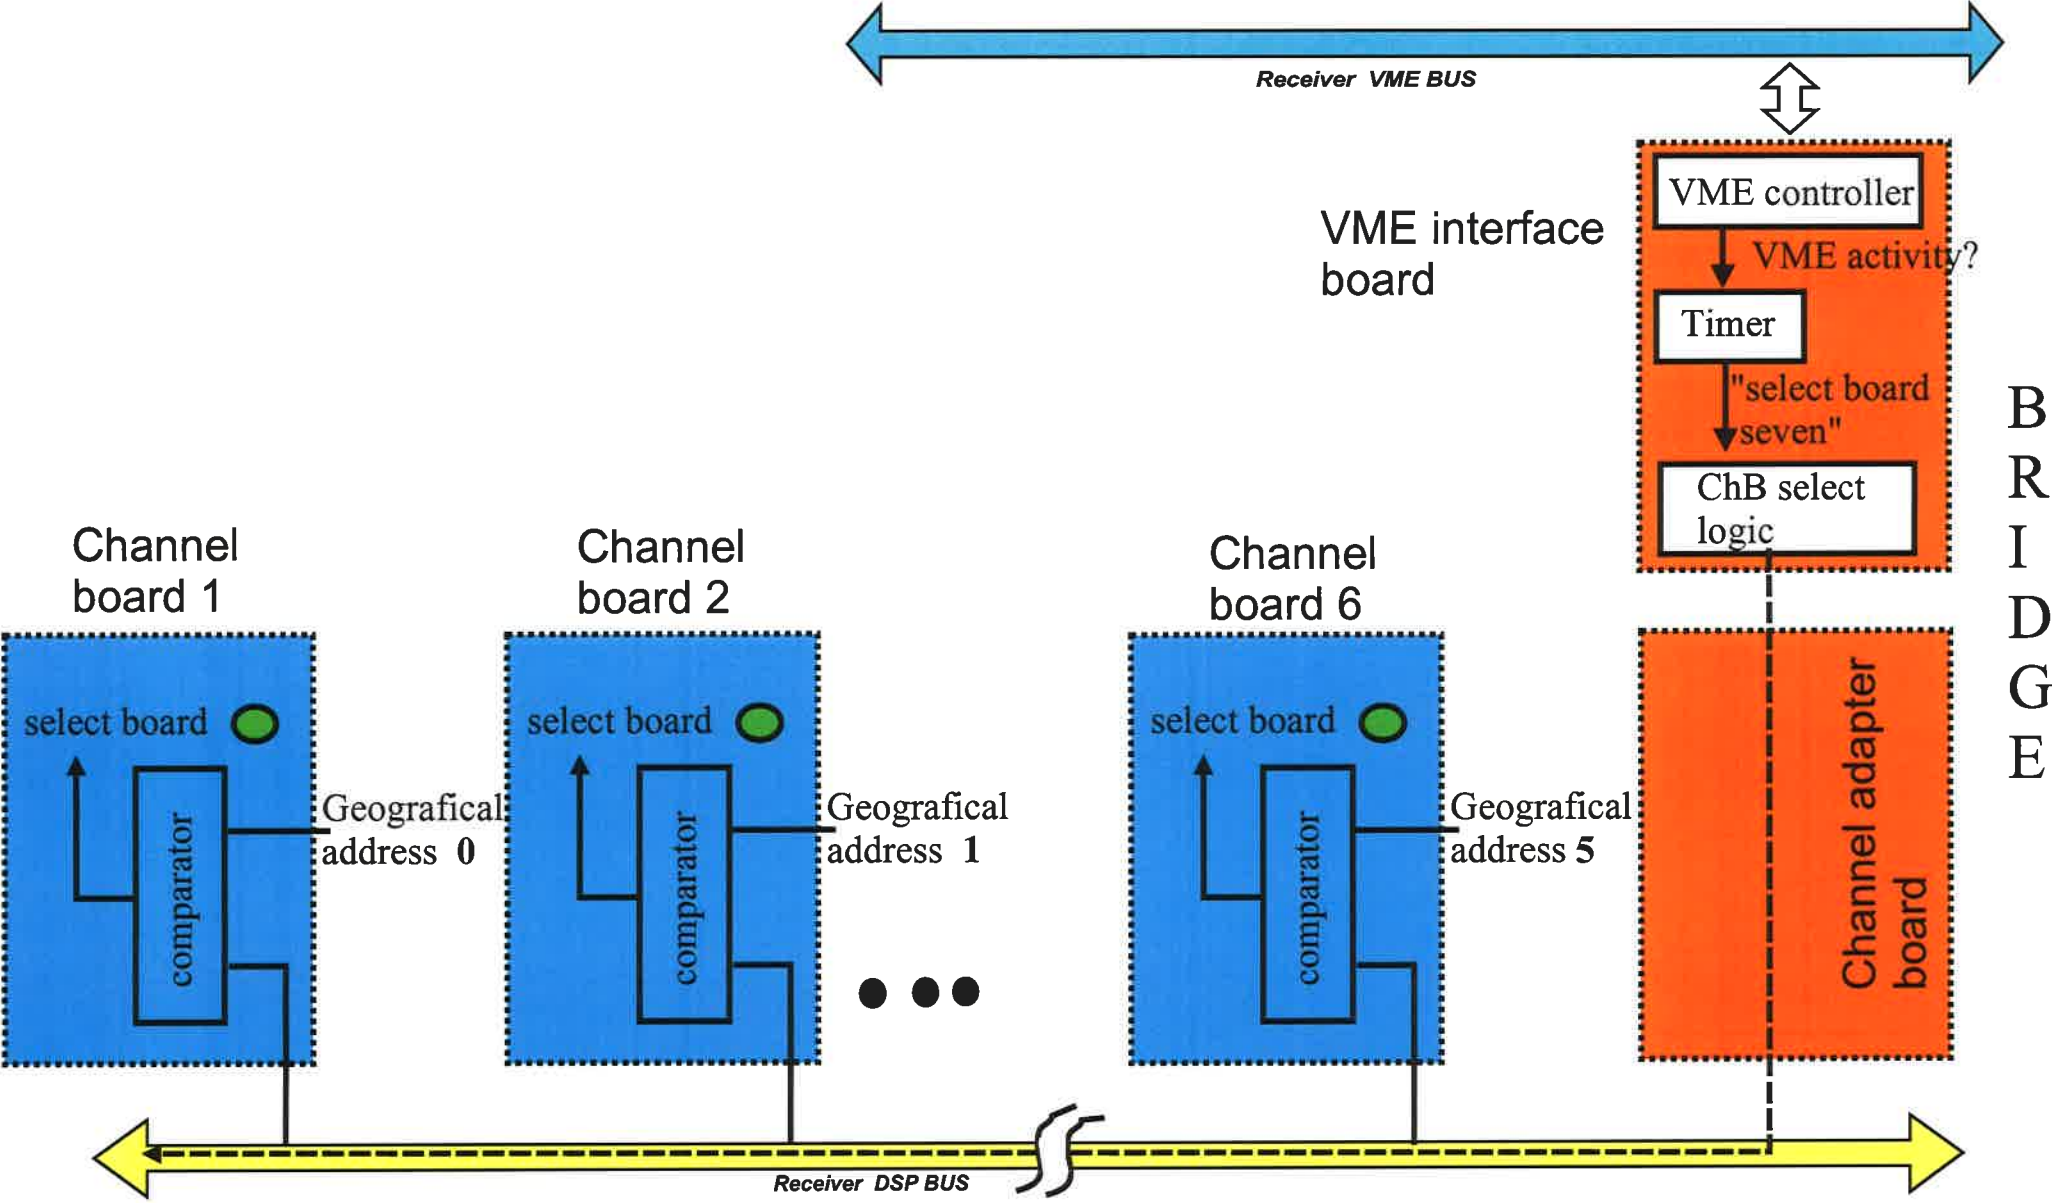 Receiver VME BUS
VME interface
board
VME controller
VME activity?
Timer
"select board
seven"
ChB select
logic
B
R
I
D
G
E
Channel
board 1
select board
comparator
Geografical
address 0
Channel
board 2
select board
comparator
Geografical
address 1
Channel
board 6
select board
comparator
Geografical
address 5
Channel adapter
board
Receiver DSP BUS